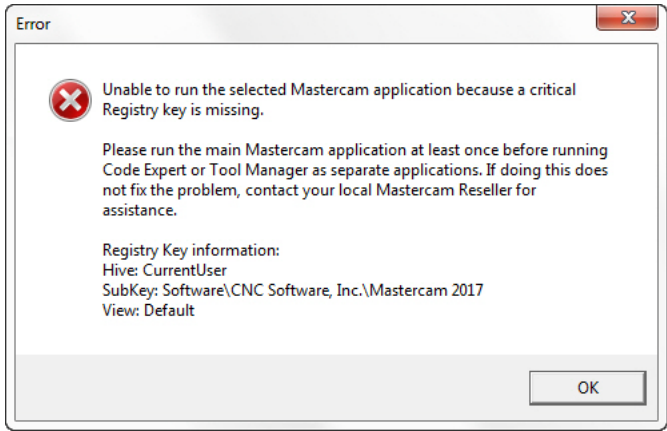 Error
Unable to run the selected Mastercam application because a critical
Registry key is missing.
Please run the main Mastercam application at least once before running
Code Expert or Tool Manager as separate applications. If doing this does
not fix the problem, contact your local Mastercam Reseller for
assistance.
Registry Key information:
Hive: CurrentUser
SubKey: Software\CNC Software, Inc.\Mastercam 2017
View: Default
OK